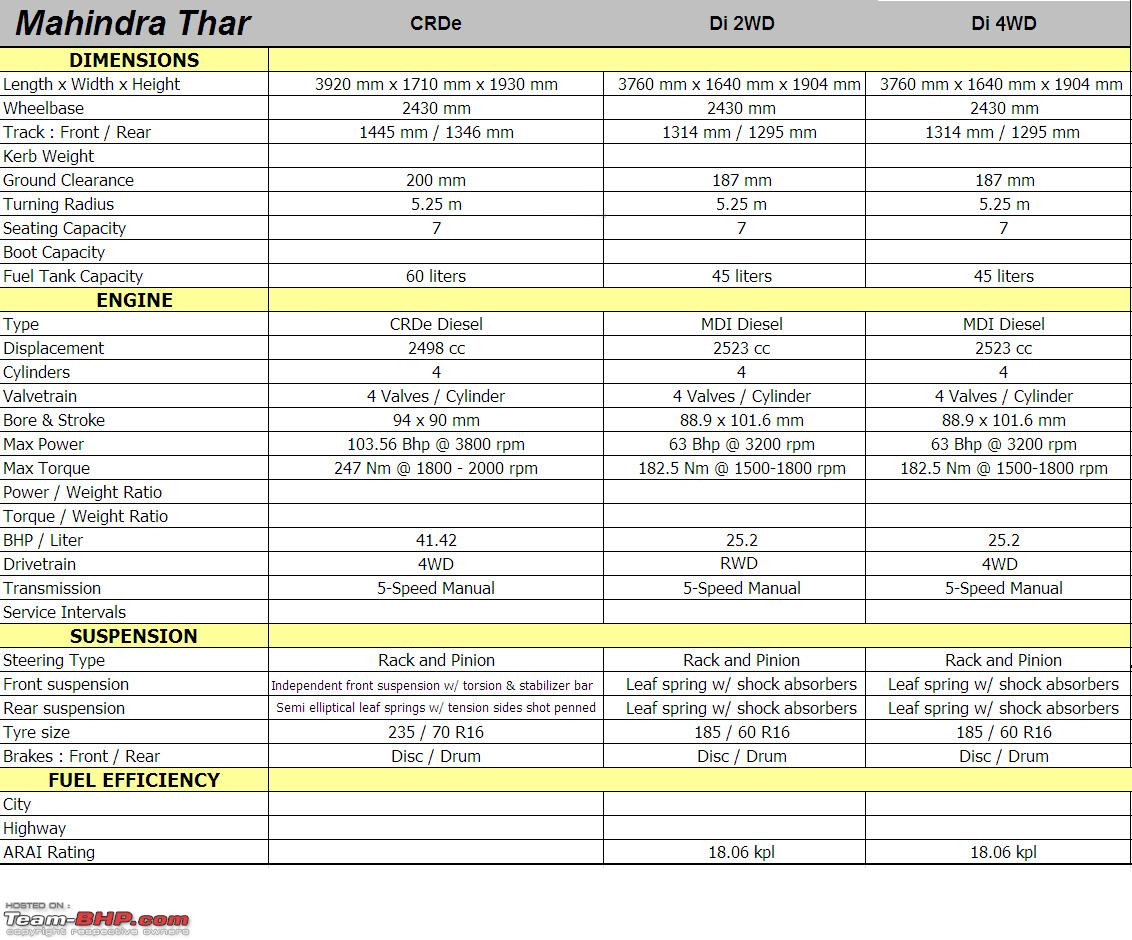 Mahindra Thar CRDe Di 2WD Di 4WD
DIMENSIONS
Length x Width x Height 3920 mm x 1710 mm x 1930 mm 3760 mm x 1640 mm x 1904 mm 3760 mm x 1640 mm x 1904 mm
Wheelbase 2430 mm 2430 mm 2430 mm
Track : Front / Rear 1445 mm / 1346 mm 1314 mm / 1295 mm 1314 mm / 1295 mm
Kerb Weight
Ground Clearance 200 mm 187 mm 187 mm
Turning Radius 5.25 m 5.25 m 5.25 m
Seating Capacity 7 7 7
Boot Capacity
Fuel Tank Capacity 60 liters 45 liters 45 liters
ENGINE
Type CRDe Diesel MDI Diesel MDI Diesel
Displacement 2498 cc 2523 cc 2523 cc
Cylinders 4 4 4
Valvetrain 4 Valves / Cylinder 4 Valves / Cylinder 4 Valves / Cylinder
Bore & Stroke 94 x 90 mm 88.9 x 101.6 mm 88.9 x 101.6 mm
Max Power 103.56 Bhp @ 3800 rpm 63 Bhp @ 3200 rpm 63 Bhp @ 3200 rpm
Max Torque 247 Nm @ 1800 - 2000 rpm 182.5 Nm @ 1500-1800 rpm 182.5 Nm @ 1500-1800 rpm
Power / Weight Ratio
Torque / Weight Ratio
BHP / Liter 41.42 25.2 25.2
Drivetrain 4WD RWD 4WD
Transmission 5-Speed Manual 5-Speed Manual 5-Speed Manual
Service Intervals
SUSPENSION
Steering Type Rack and Pinion Rack and Pinion Rack and Pinion
Front suspension Independent front suspension w/ torsion & stabilizer bar Leaf spring w/ shock absorbers Leaf spring w/ shock absorbers
Rear suspension Semi elliptical leaf springs w/ tension sides shot penned Leaf spring w/ shock absorbers Leaf spring w/ shock absorbers
Tyre size 235 / 70 R16 185 / 60 R16 185 / 60 R16
Brakes : Front / Rear Disc / Drum Disc / Drum Disc / Drum
FUEL EFFICIENCY
City
Highway
ARAI Rating 18.06 kpl 18.06 kpl
HOSTED ON :
Team-BHP.com
copyright respective owners